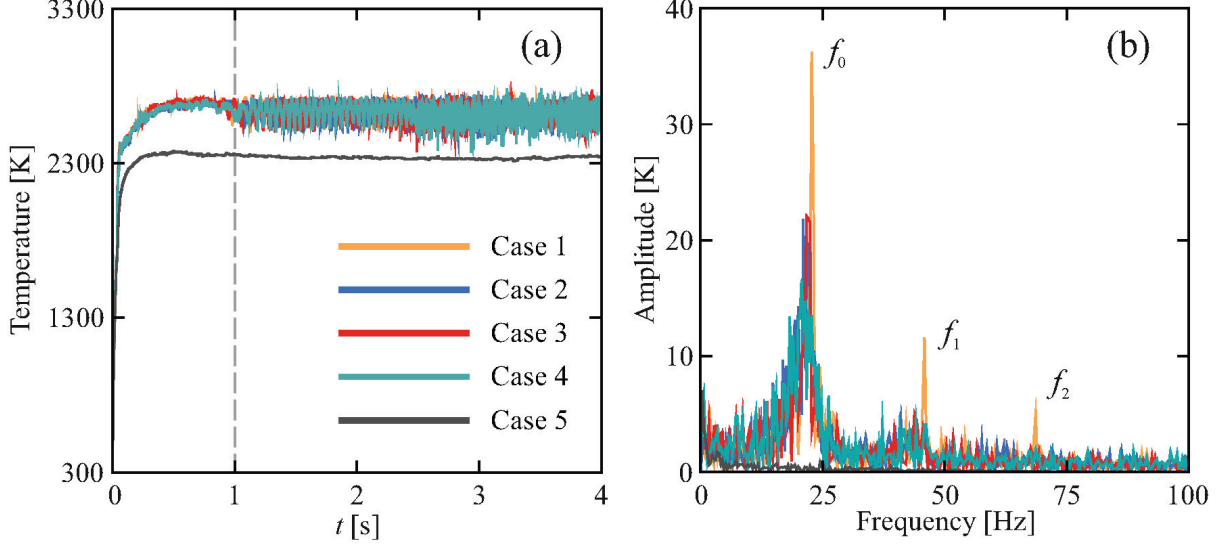 (a)
3300
2300
1300
300
Temperature [K]
Case 1
Case 2
Case 3
Case 4
Case 5
0 1 2 3 4
t [s]
(b)
f0
f1
f2
40
30
20
10
0
Amplitude [K]
0 25 50 75 100
Frequency [Hz]